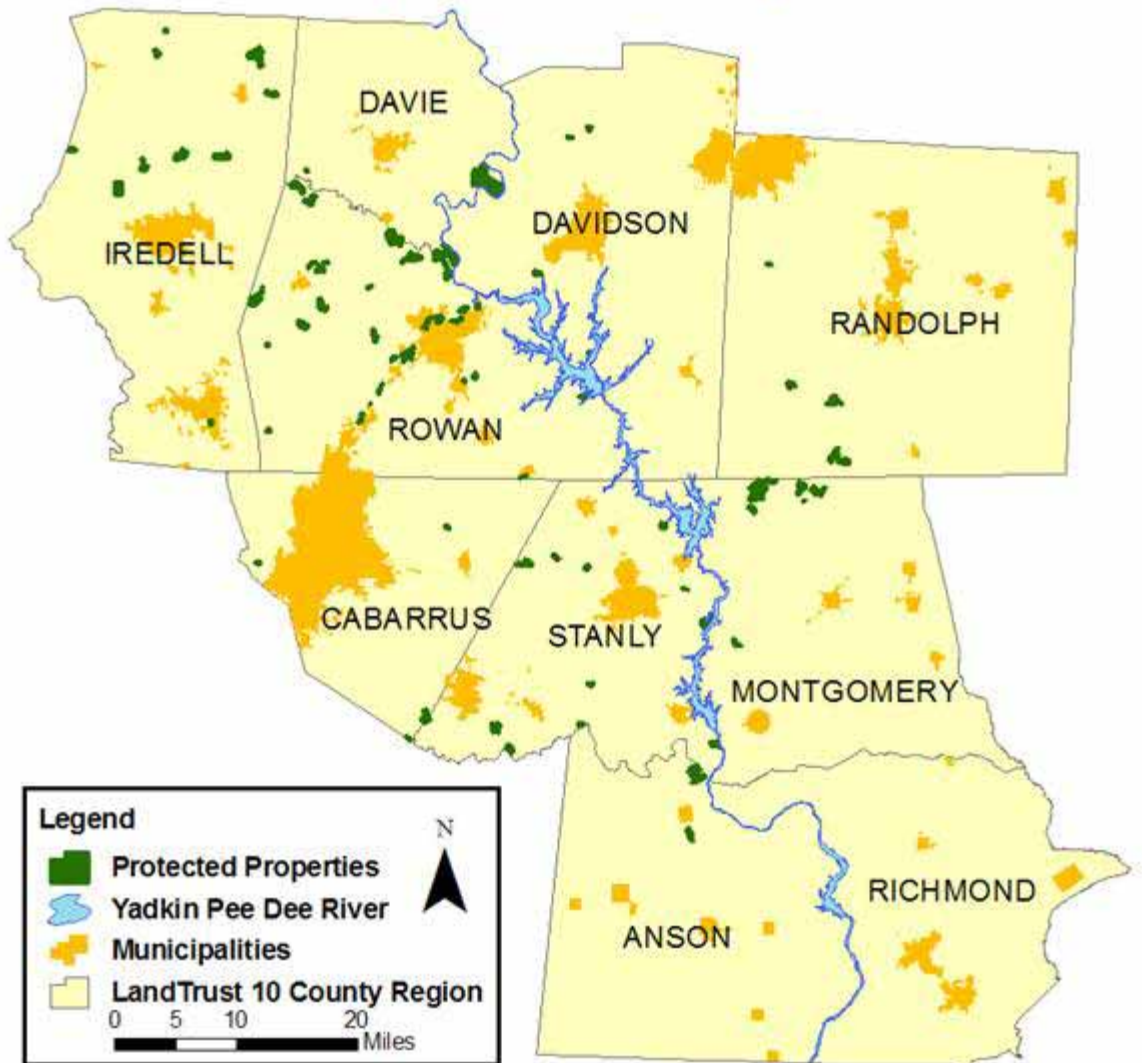 DAVIE
DAVIDSON
IREDELL
RANDOLPH
ROWAN
CABARRUS
STANLY
MONTGOMERY
RICHMOND
ANSON
Legend
N
Protected Properties
Yadkin Pee Dee River
Municipalities
LandTrust 10 County Region
0 5 10 20
Miles